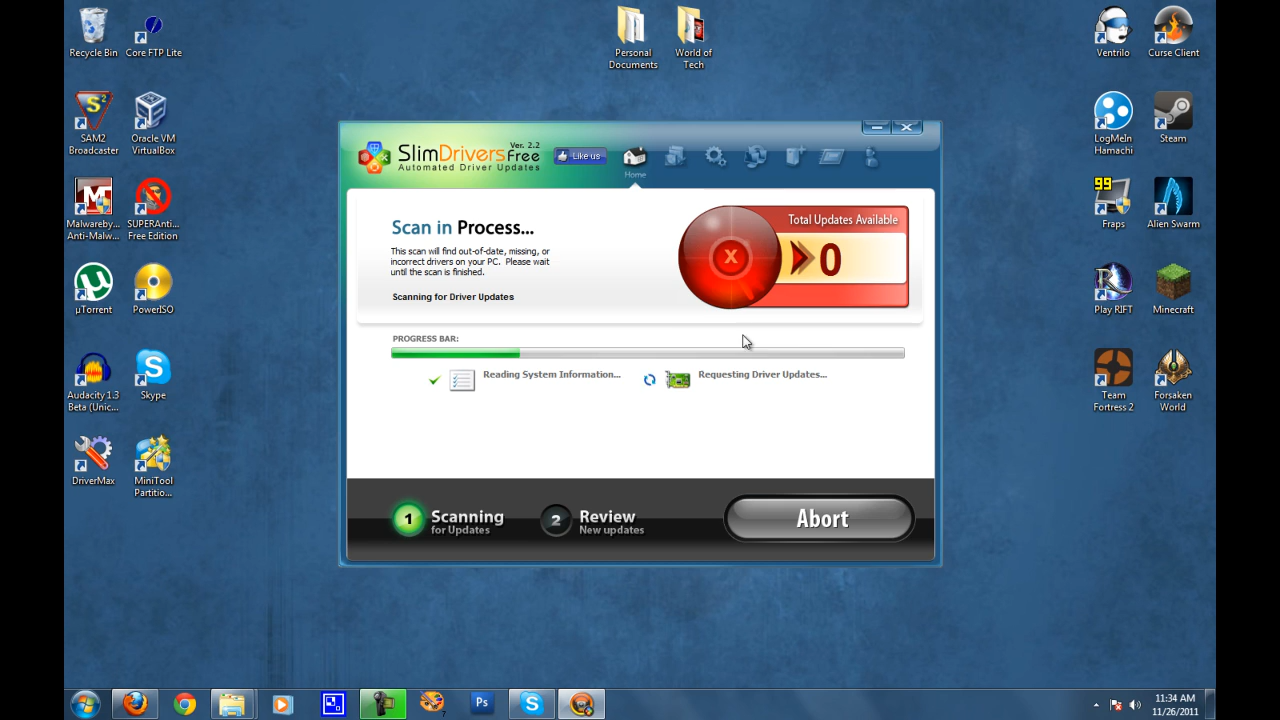 Recycle Bin
Core FTP Lite
SAM2
Broadcaster
Oracle VM
VirtualBox
Malwareby...
Anti-Malw...
SUPERAnti...
Free Edition
µTorrent
PowerISO
Audacity 1.3
Beta (Unic...
Skype
DriverMax
MiniTool
Partitio...
Personal
Documents
World of
Tech
SlimDrivers Free
Ver. 2.2
Automated Driver Updates
Like us
Home
Scan in Process...
This scan will find out-of-date, missing, or
incorrect drivers on your PC. Please wait
until the scan is finished.
Scanning for Driver Updates
Total Updates Available
X
0
PROGRESS BAR:
Reading System Information...
Requesting Driver Updates...
1
Scanning
for Updates
2
Review
New updates
Abort
Ventrilo
Curse Client
LogMeIn
Hamachi
Steam
99
Fraps
Alien Swarm
Play RIFT
Minecraft
Team
Fortress 2
Forsaken
World
Ps
11:34 AM
11/26/2011